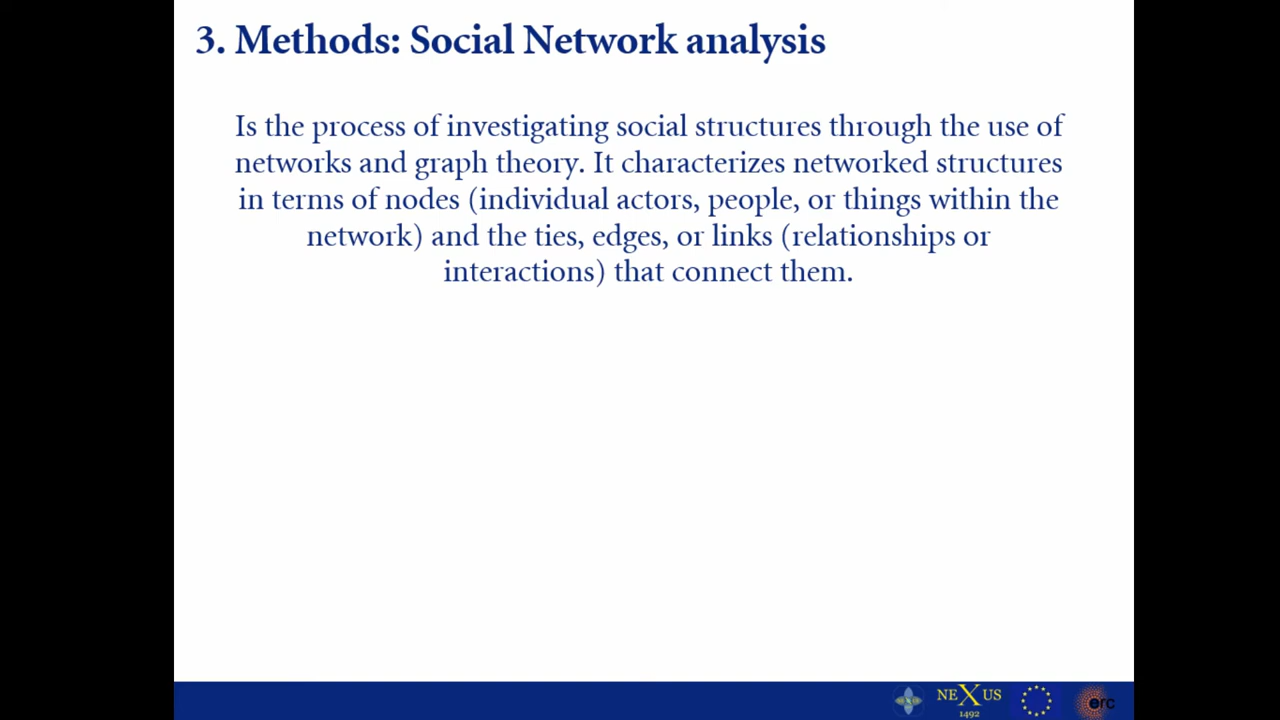 3. Methods: Social Network analysis
Is the process of investigating social structures through the use of
networks and graph theory. It characterizes networked structures
in terms of nodes (individual actors, people, or things within the
network) and the ties, edges, or links (relationships or
interactions) that connect them.
NEXUS
1492
erc